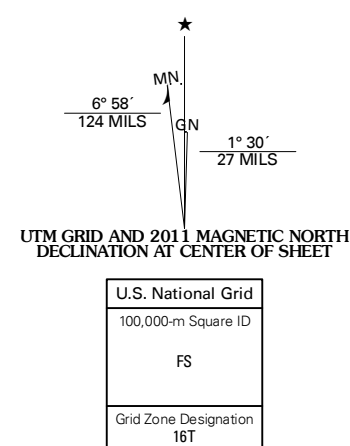 ★
MN.
6° 58´
124 MILS
GN
1° 30´
27 MILS
UTM GRID AND 2011 MAGNETIC NORTH
DECLINATION AT CENTER OF SHEET
U.S. National Grid
100,000-m Square ID
FS
Grid Zone Designation
16T